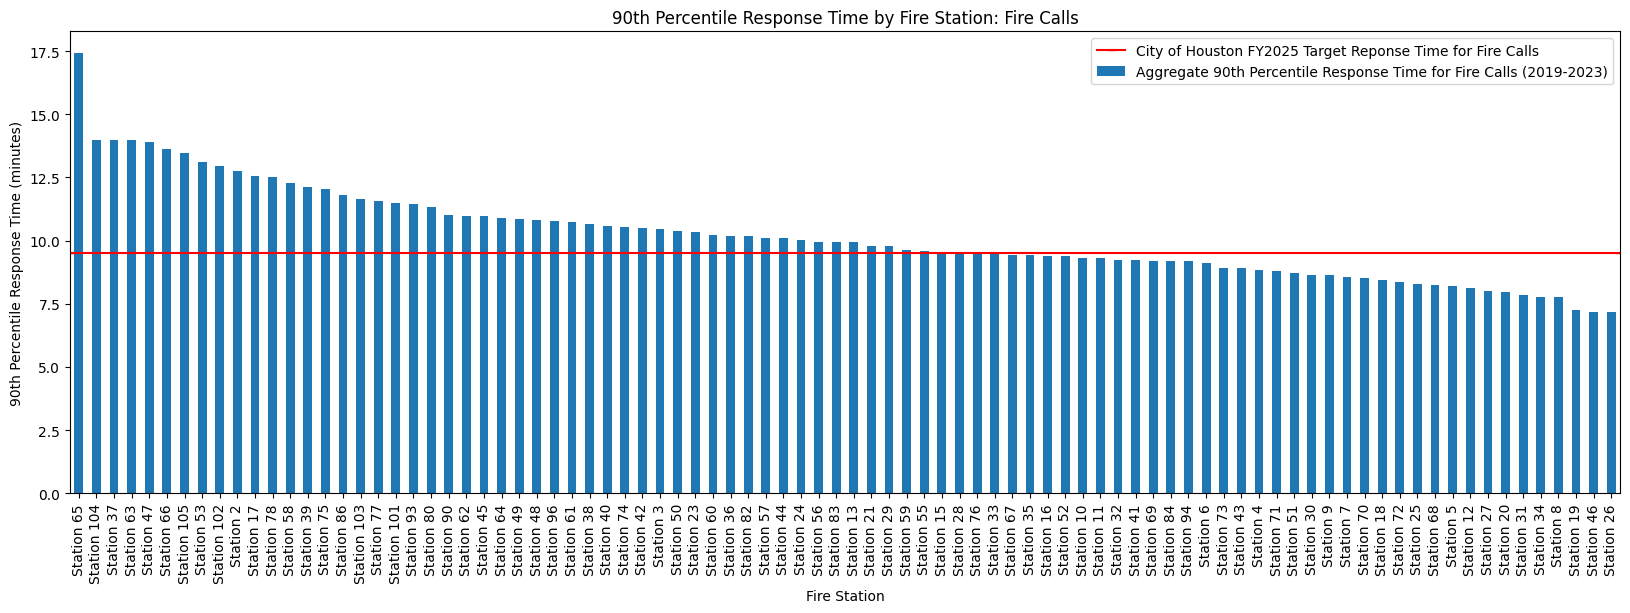 90th Percentile Response Time by Fire Station: Fire Calls
City of Houston FY2025 Target Reponse Time for Fire Calls
Aggregate 90th Percentile Response Time for Fire Calls (2019-2023)
90th Percentile Response Time (minutes)
17.5
15.0
12.5
10.0
7.5
5.0
2.5
0.0
Station 65
Station 104
Station 37
Station 63
Station 47
Station 66
Station 105
Station 53
Station 102
Station 2
Station 17
Station 78
Station 58
Station 39
Station 75
Station 86
Station 103
Station 77
Station 101
Station 93
Station 80
Station 90
Station 62
Station 45
Station 64
Station 49
Station 48
Station 96
Station 61
Station 38
Station 40
Station 74
Station 42
Station 3
Station 50
Station 23
Station 60
Station 36
Station 82
Station 57
Station 44
Station 24
Station 56
Station 83
Station 13
Station 21
Station 29
Station 59
Station 55
Station 15
Station 28
Station 76
Station 33
Station 67
Station 35
Station 16
Station 52
Station 10
Station 11
Station 32
Station 41
Station 69
Station 84
Station 94
Station 6
Station 73
Station 43
Station 4
Station 71
Station 51
Station 30
Station 9
Station 7
Station 70
Station 18
Station 72
Station 25
Station 68
Station 5
Station 12
Station 27
Station 20
Station 31
Station 34
Station 8
Station 19
Station 46
Station 26
Fire Station